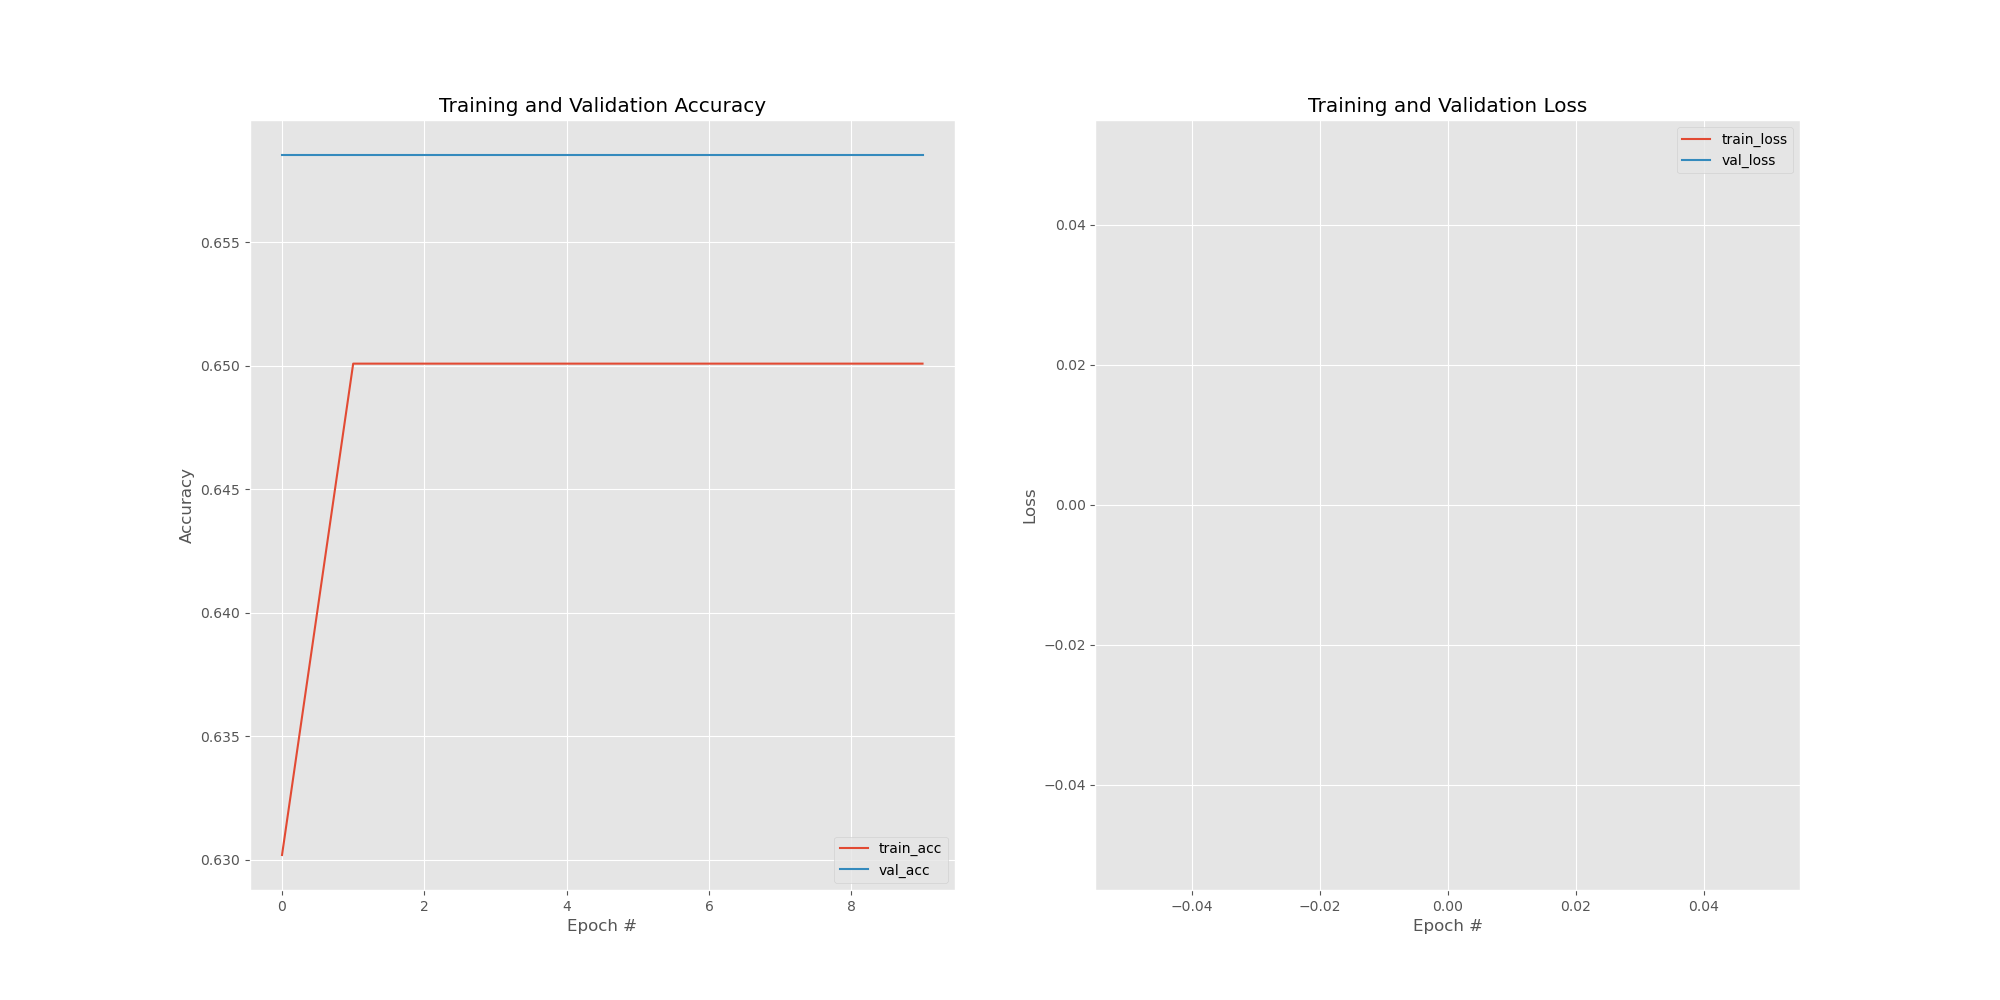 Training and Validation Accuracy
0.655
0.650
0.645
0.640
0.635
0.630
Accuracy
0 2 4 6 8
Epoch #
train_acc
val_acc
Training and Validation Loss
train_loss
val_loss
0.04
0.02
0.00
−0.02
−0.04
Loss
−0.04 −0.02 0.00 0.02 0.04
Epoch #